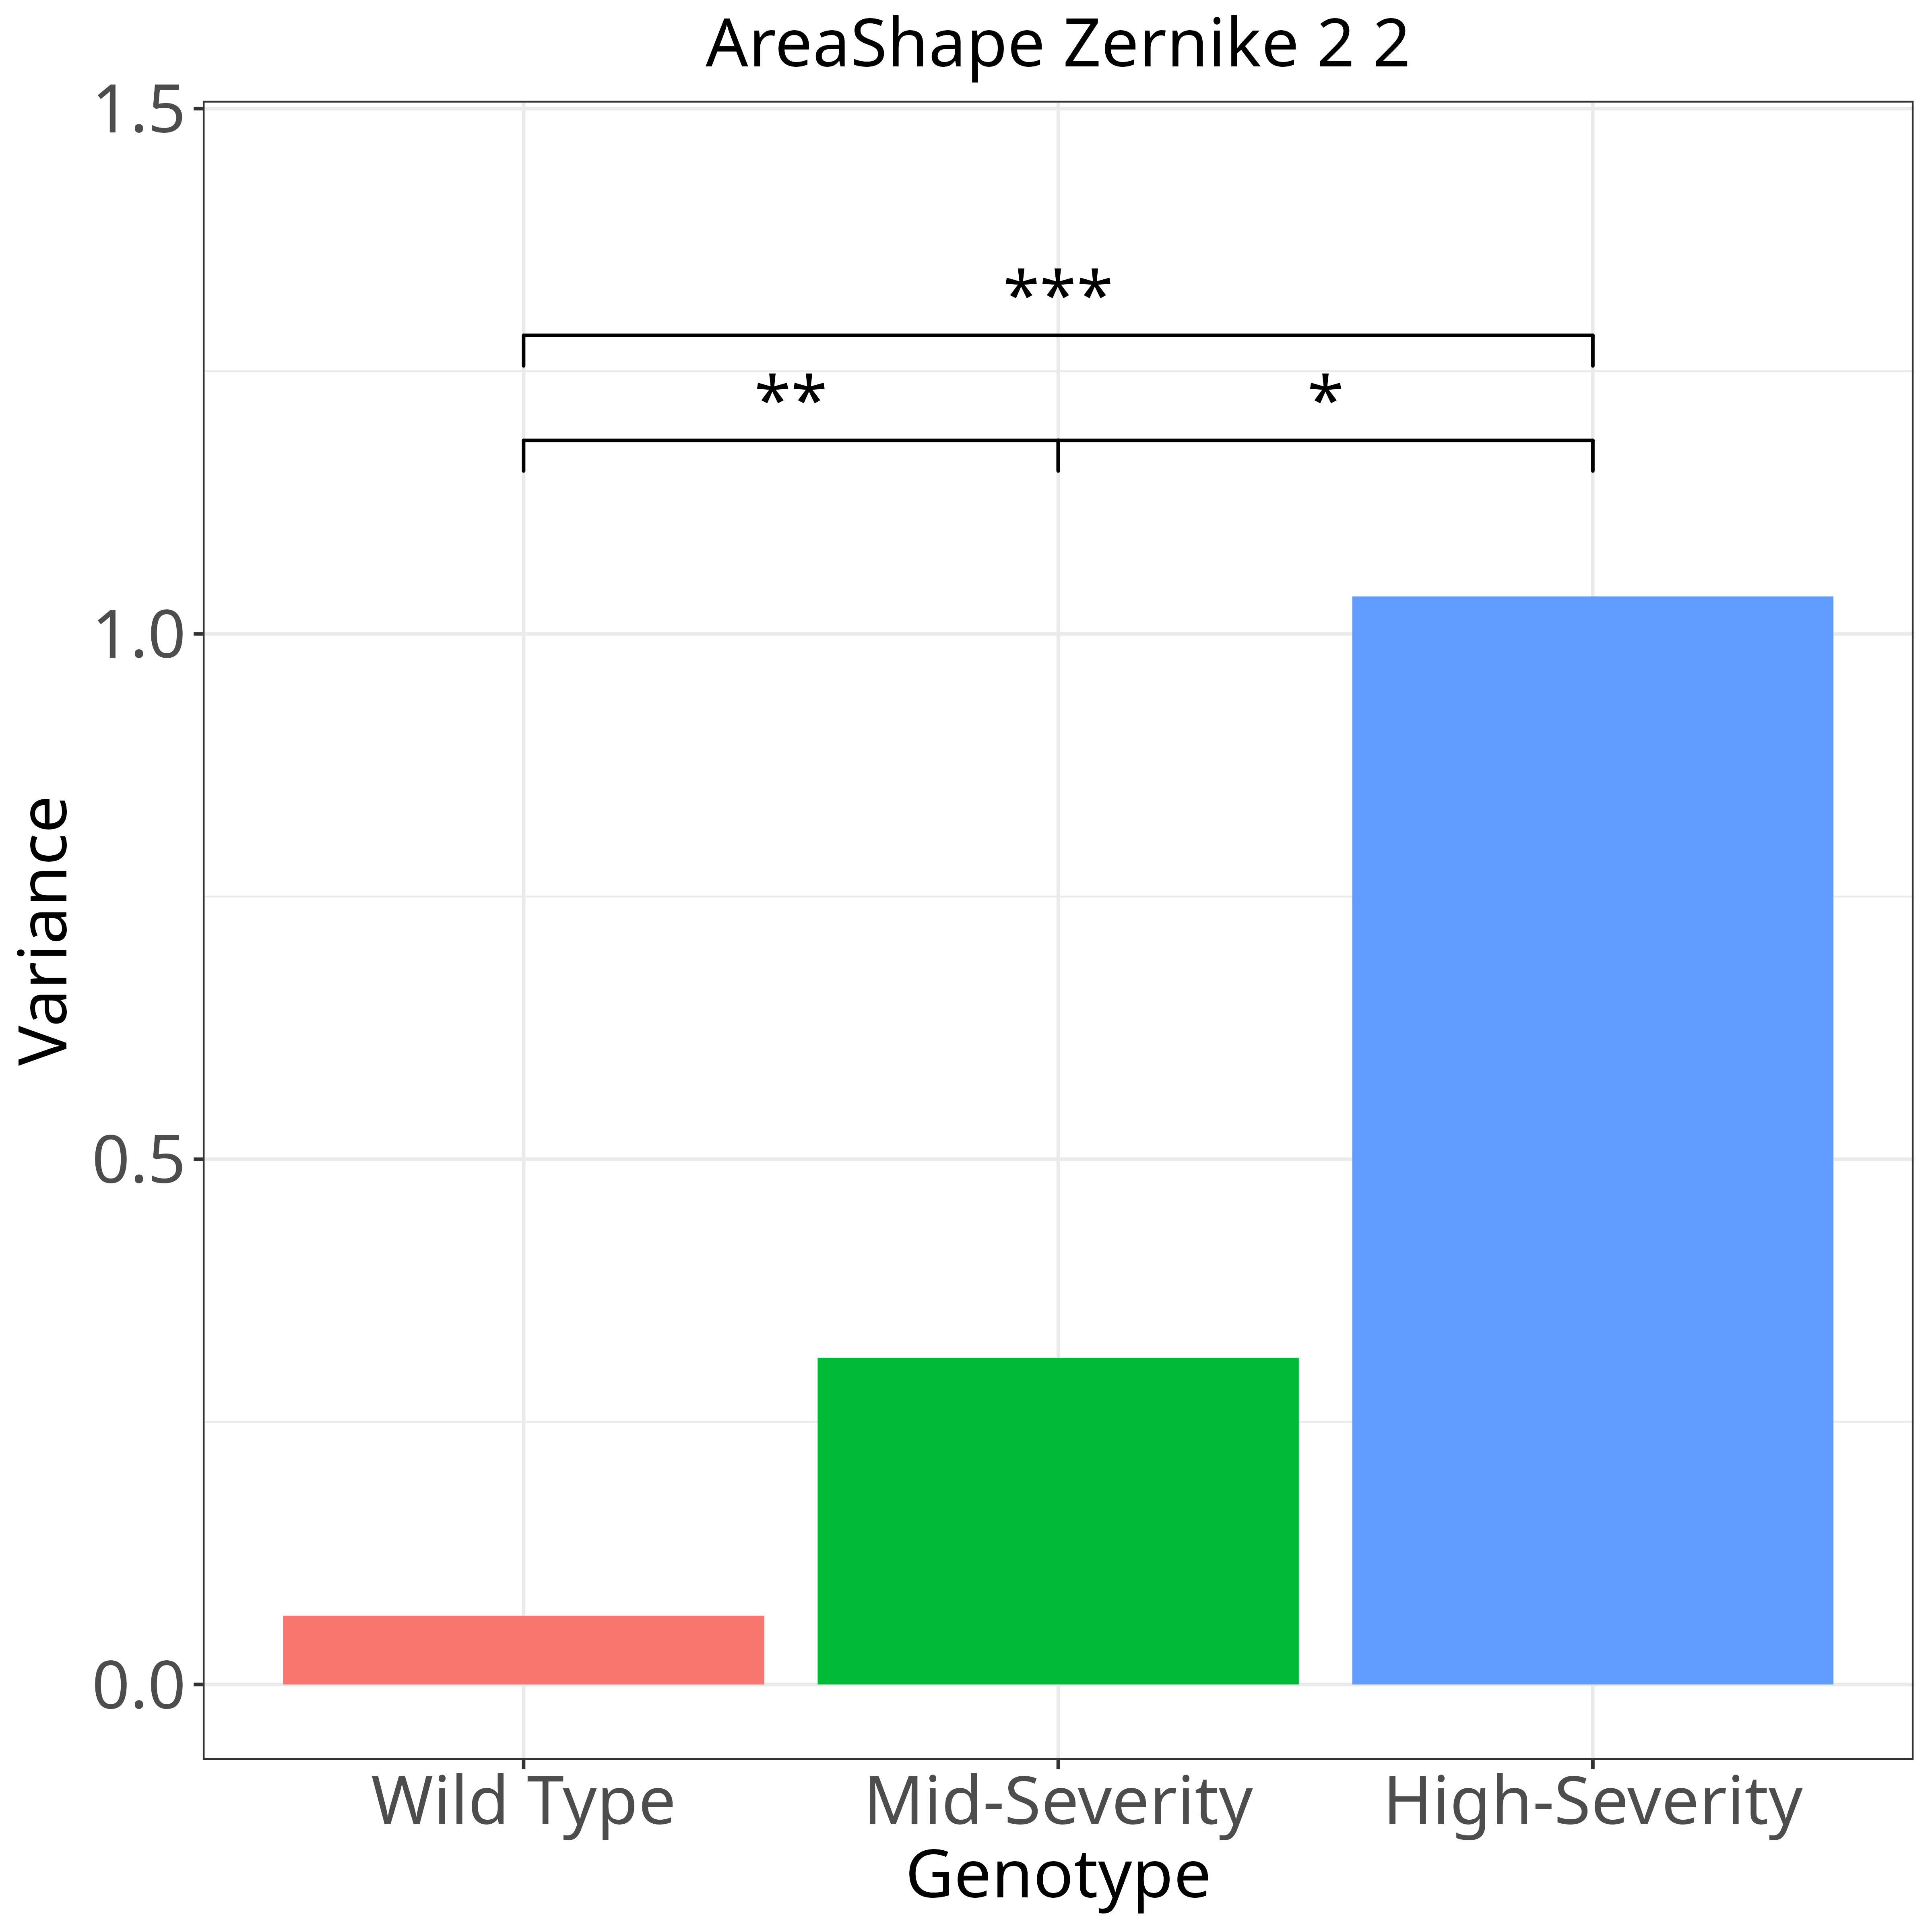 AreaShape Zernike 2 2
1.5
***
**
*
1.0
Variance
0.5
0.0
Wild Type
Mid-Severity
High-Severity
Genotype